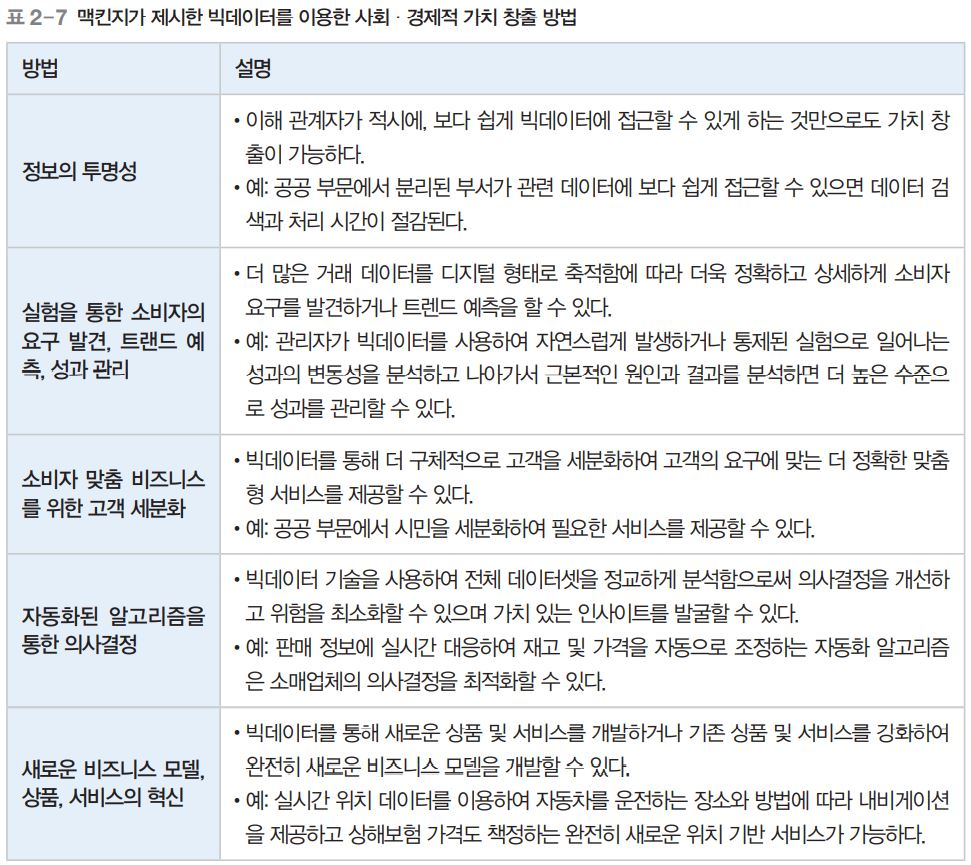 표 2-7 맥킨지가 제시한 빅데이터를 이용한 사회·경제적 가치 창출 방법
방법
설명
정보의 투명성
• 이해 관계자가 적시에, 보다 쉽게 빅데이터에 접근할 수 있게 하는 것만으로도 가치 창
출이 가능하다.
• 예: 공공 부문에서 분리된 부서가 관련 데이터에 보다 쉽게 접근할 수 있으면 데이터 검
색과 처리 시간이 절감된다.
실험을 통한 소비자의
요구 발견, 트랜드 예
측, 성과 관리
• 더 많은 거래 데이터를 디지털 형태로 축적함에 따라 더욱 정확하고 상세하게 소비자
요구를 발견하거나 트렌드 예측을 할 수 있다.
• 예: 관리자가 빅데이터를 사용하여 자연스럽게 발생하거나 통제된 실험으로 일어나는
성과의 변동성을 분석하고 나아가서 근본적인 원인과 결과를 분석하면 더 높은 수준으
로 성과를 관리할 수 있다.
소비자 맞춤 비즈니스
를 위한 고객 세분화
• 빅데이터를 통해 더 구체적으로 고객을 세분화하여 고객의 요구에 맞는 더 정확한 맞춤
형 서비스를 제공할 수 있다.
• 예: 공공 부문에서 시민을 세분화하여 필요한 서비스를 제공할 수 있다.
자동화된 알고리즘을
통한 의사결정
• 빅데이터 기술을 사용하여 전체 데이터셋을 정교하게 분석함으로써 의사결정을 개선하
고 위험을 최소화할 수 있으며 가치 있는 인사이트를 발굴할 수 있다.
• 예: 판매 정보에 실시간 대응하여 재고 및 가격을 자동으로 조정하는 자동화 알고리즘
은 소매업체의 의사결정을 최적화할 수 있다.
새로운 비즈니스 모델,
상품, 서비스의 혁신
• 빅데이터를 통해 새로운 상품 및 서비스를 개발하거나 기존 상품 및 서비스를 강화하여
완전히 새로운 비즈니스 모델을 개발할 수 있다.
• 예: 실시간 위치 데이터를 이용하여 자동차를 운전하는 장소와 방법에 따라 내비게이션
을 제공하고 상해보험 가격도 책정하는 완전히 새로운 위치 기반 서비스가 가능하다.